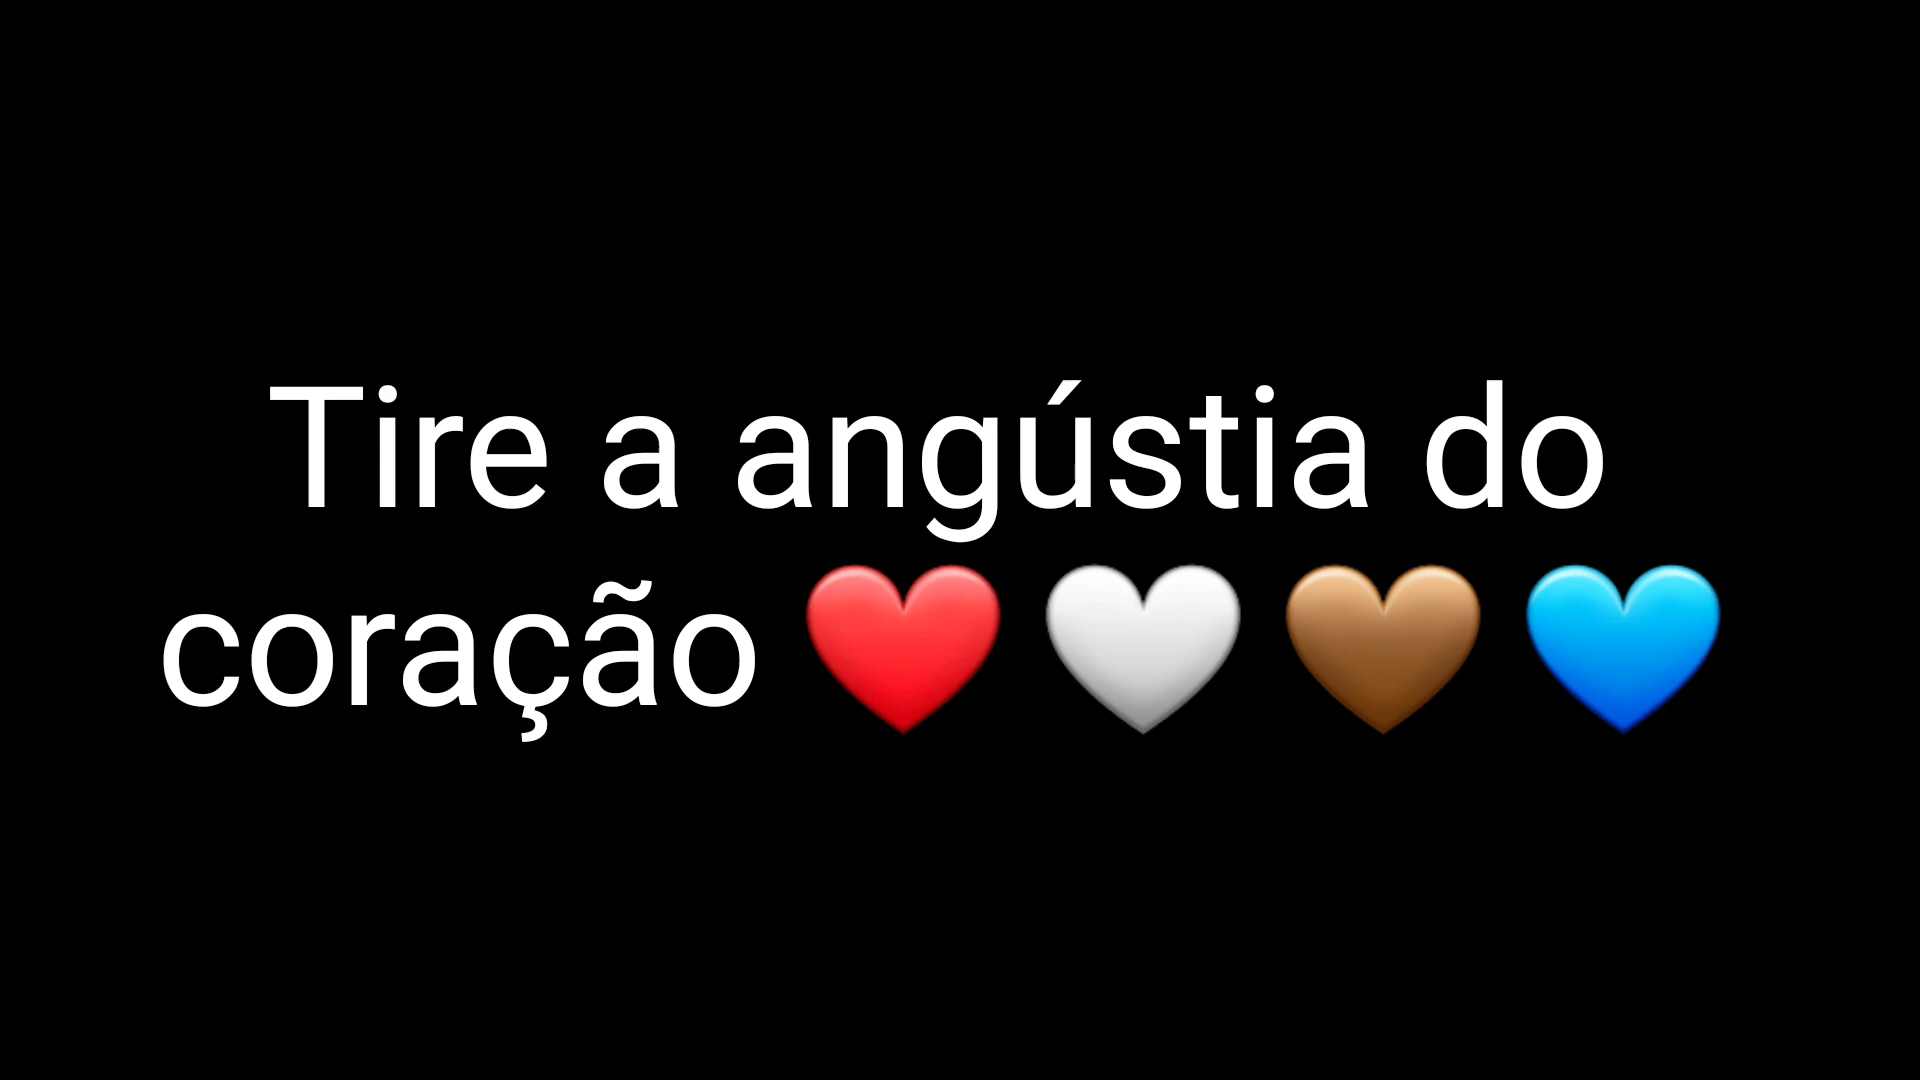 Tire a angústia do
coração ❤️ 🤍 🤎 💙